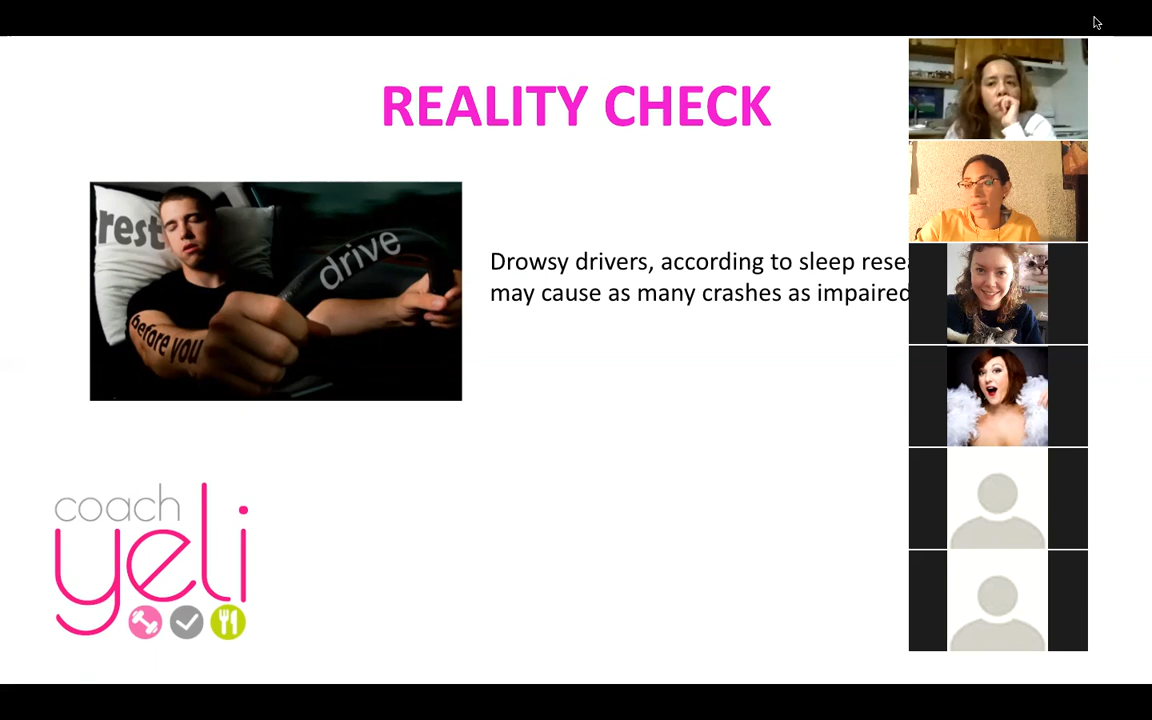 REALITY CHECK
rest
drive
before you
Drowsy drivers, according to sleep
may cause as many crashes as impaired
coach
yeli